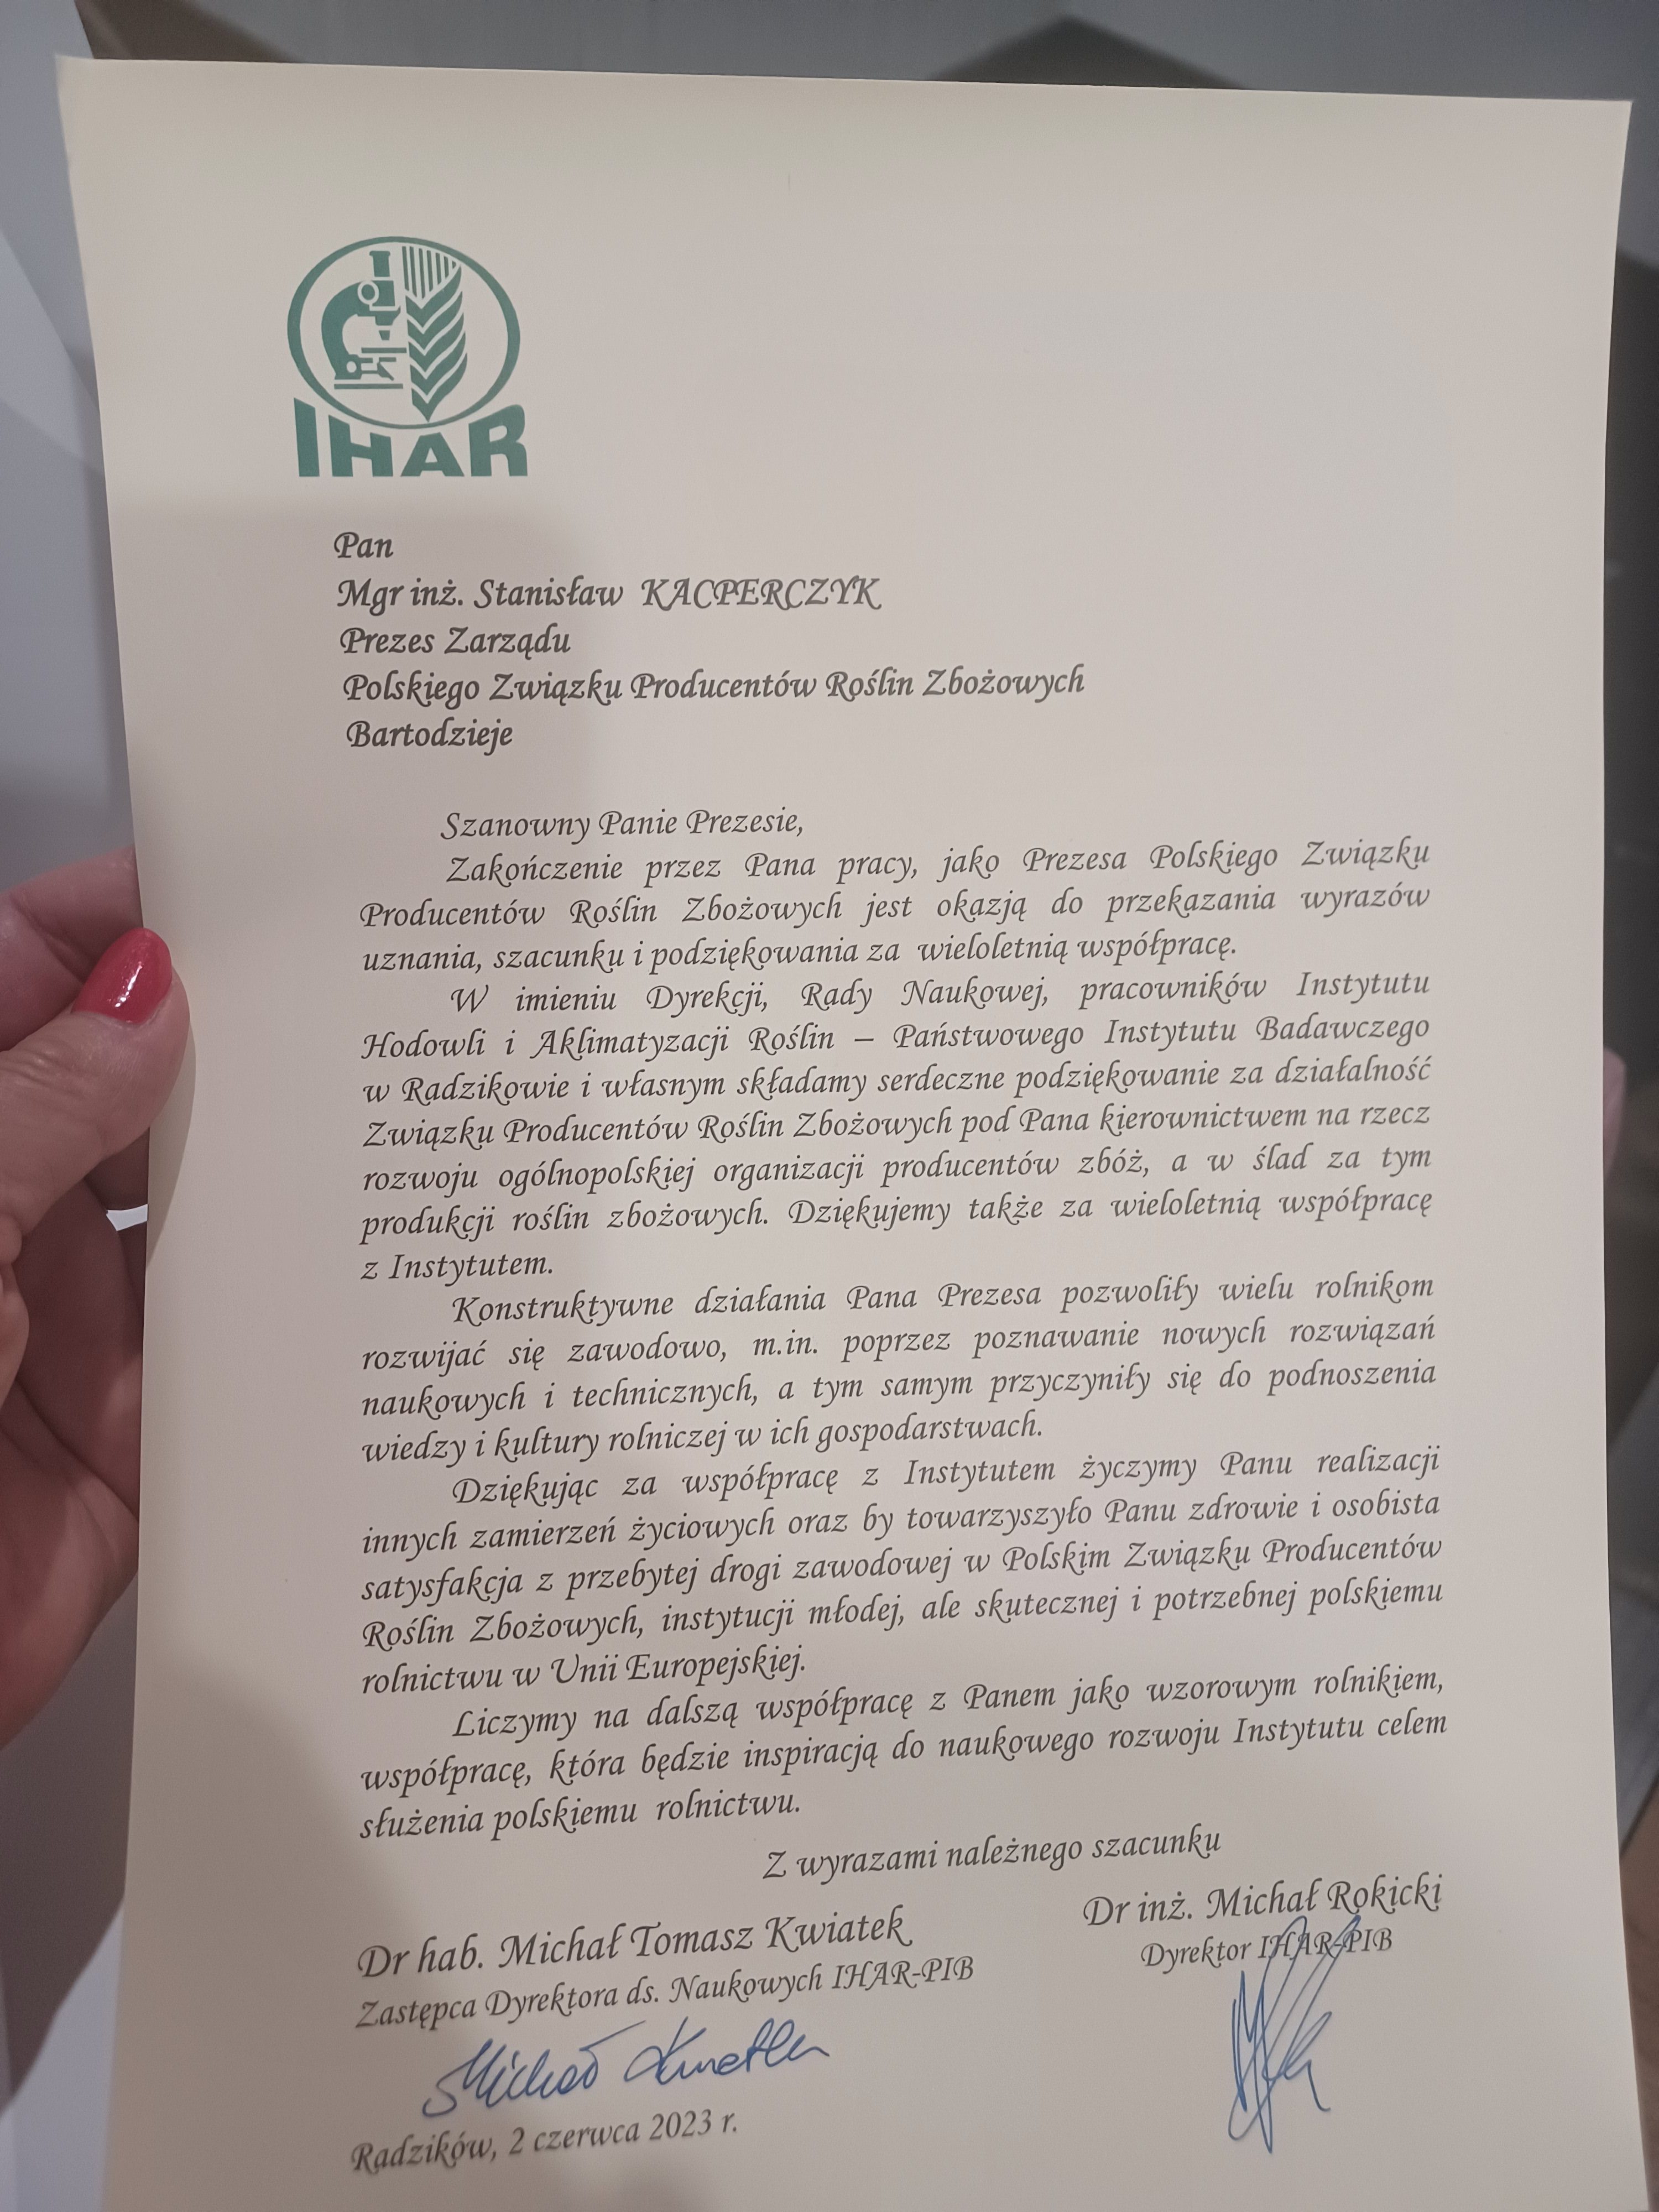 IHAR
Pan
Mgr inż. Stanisław KACPERCZYK
Prezes Zarządu
Polskiego Związku Producentów Roślin Zbożowych
Bartodzieje
Szanowny Panie Prezesie,
Zakończenie przez Pana pracy, jako Prezesa Polskiego Związku
Producentów Roślin Zbożowych jest okazją do przekazania wyrazów
uznania, szacunku i podziękowania za wieloletnią współpracę.
W imieniu Dyrekcji, Rady Naukowej, pracowników Instytutu
Hodowli i Aklimatyzacji Roślin – Państwowego Instytutu Badawczego
w Radzikowie i własnym składamy serdeczne podziękowanie za działalność
Związku Producentów Roślin Zbożowych pod Pana kierownictwem na rzecz
rozwoju ogólnopolskiej organizacji producentów zbóż, a w ślad za tym
produkcji roślin zbożowych. Dziękujemy także za wieloletnią współpracę
z Instytutem.
Konstruktywne działania Pana Prezesa pozwoliły wielu rolnikom
rozwijać się zawodowo, m.in. poprzez poznawanie nowych rozwiązań
naukowych i technicznych, a tym samym przyczyniły się do podnoszenia
wiedzy i kultury rolniczej w ich gospodarstwach.
Dziękując za współpracę z Instytutem życzymy Panu realizacji
innych zamierzeń życiowych oraz by towarzyszyło Panu zdrowie i osobista
satysfakcja z przebytej drogi zawodowej w Polskim Związku Producentów
Roślin Zbożowych, instytucji młodej, ale skutecznej i potrzebnej polskiemu
rolnictwu w Unii Europejskiej.
Liczymy na dalszą współpracę z Panem jako wzorowym rolnikiem,
współpracę, która będzie inspiracją do naukowego rozwoju Instytutu celem
służenia polskiemu rolnictwu.
Z wyrazami należnego szacunku
Dr hab. Michał Tomasz Kwiatek
Zastępca Dyrektora ds. Naukowych IHAR-PIB
Dr inż. Michał Rokicki
Dyrektor IHAR-PIB
Michał Kwiatek
Radzików, 2 czerwca 2023 r.